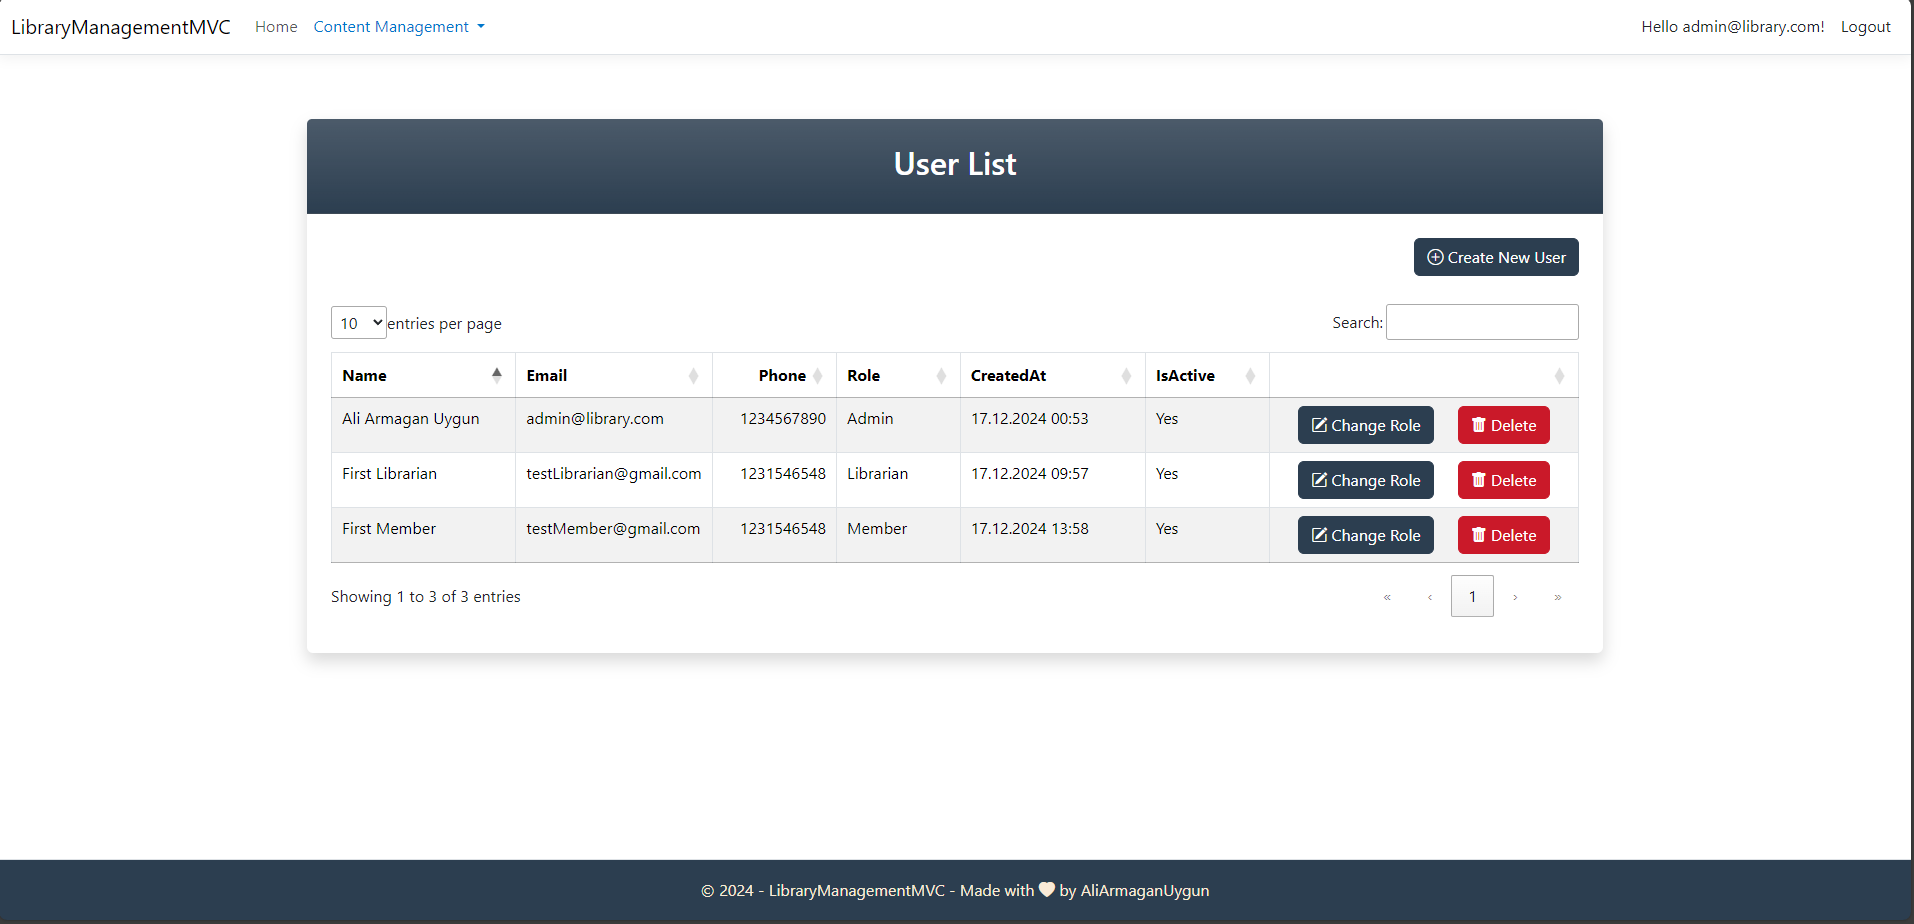 LibraryManagementMVC Home Content Management Hello admin@library.com! Logout
User List
Create New User
10 entries per page Search:
Name Email Phone Role CreatedAt IsActive
Ali Armagan Uygun admin@library.com 1234567890 Admin 17.12.2024 00:53 Yes Change Role Delete
First Librarian testLibrarian@gmail.com 1231546548 Librarian 17.12.2024 09:57 Yes Change Role Delete
First Member testMember@gmail.com 1231546548 Member 17.12.2024 13:58 Yes Change Role Delete
Showing 1 to 3 of 3 entries « ‹ 1 › »
© 2024 - LibraryManagementMVC - Made with 🤍 by AliArmaganUygun